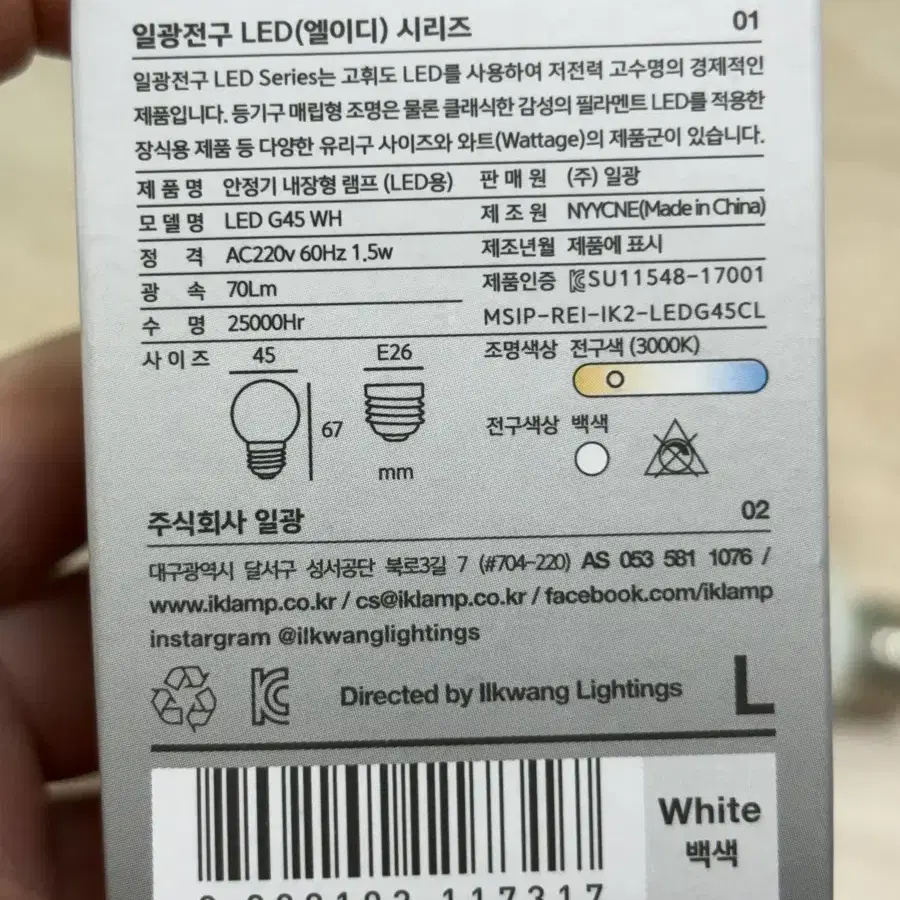 일광전구 LED(엘이디) 시리즈 01
일광전구 LED Series는 고휘도 LED를 사용하여 저전력 고수명의 경제적인
제품입니다. 등기구 매립형 조명은 물론 클래식한 감성의 필라멘트 LED를 적용한
장식용 제품 등 다양한 유리구 사이즈와 와트(Wattage)의 제품군이 있습니다.
제 품 명 안정기 내장형 램프 (LED용) 판 매 원 (주) 일광
모 델 명 LED G45 WH 제 조 원 NYYCNE(Made in China)
정 격 AC220v 60Hz 1.5w 제조년월 제품에 표시
광 속 70Lm 제품인증 SU11548-17001
수 명 25000Hr MSIP-REI-IK2-LEDG45CL
사 이 즈 45 E26 조명색상 전구색 (3000K)
67 전구색상 백색
mm
주식회사 일광 02
대구광역시 달서구 성서공단 북로3길 7 (#704-220) AS 053 581 1076 /
www.iklamp.co.kr / cs@iklamp.co.kr / facebook.com/iklamp
instargram @ilkwanglightings
Directed by Ilkwang Lightings L
White
백색
117317